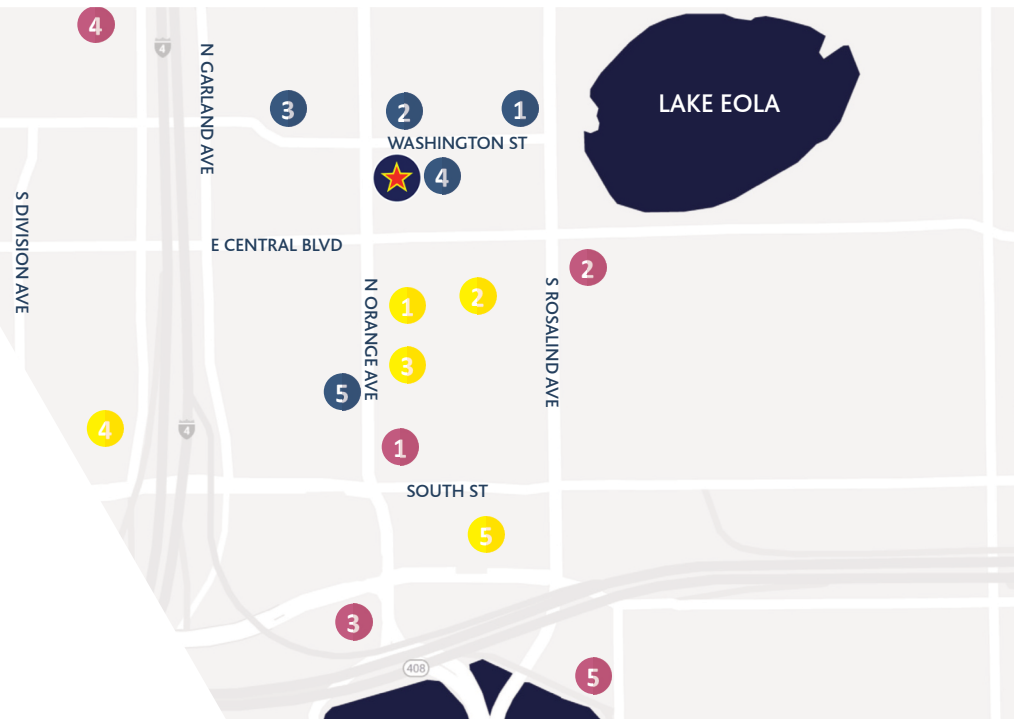 4
4
N GARLAND AVE
LAKE EOLA
3
2
1
WASHINGTON ST
4
S DIVISION AVE
E CENTRAL BLVD
2
N ORANGE AVE
S ROSALIND AVE
1
2
3
5
4
4
1
SOUTH ST
5
3
408
5